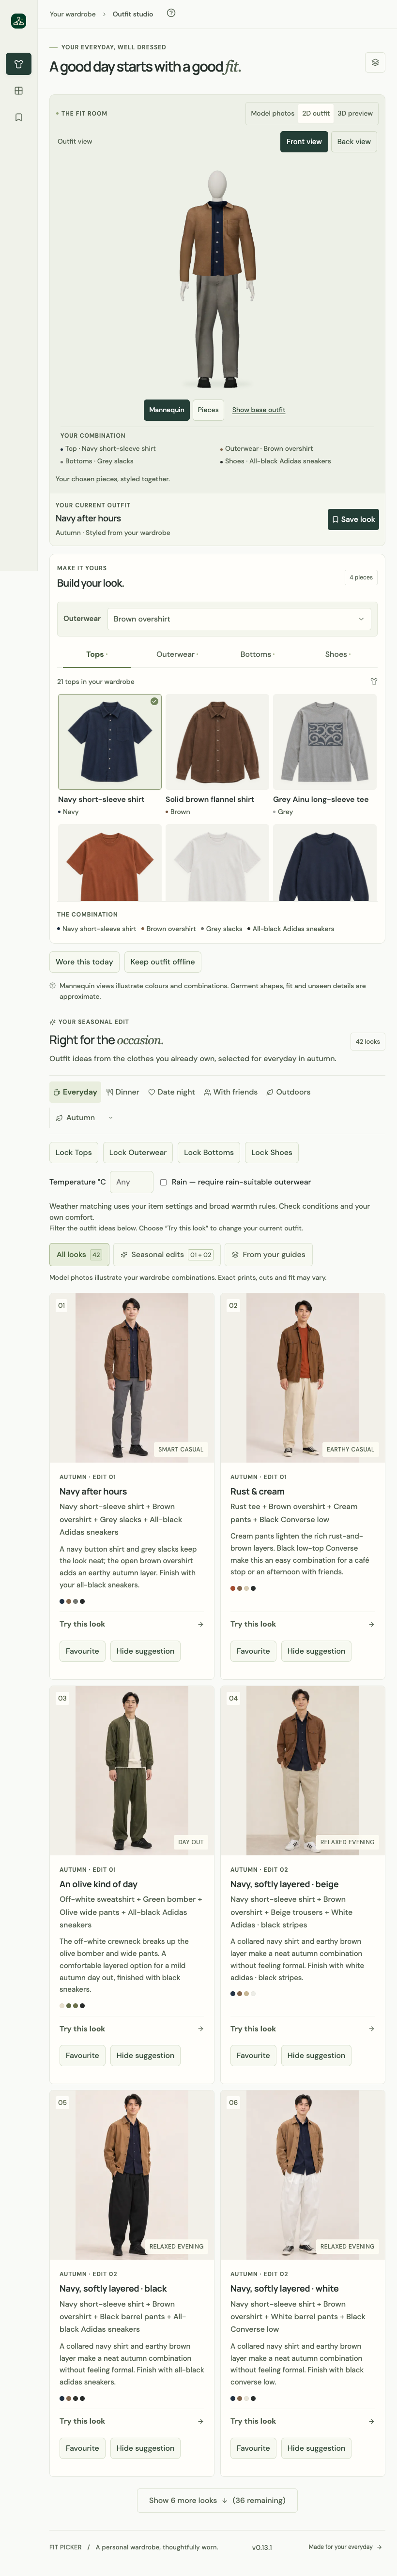 Your wardrobe > Outfit studio
YOUR EVERYDAY, WELL DRESSED
A good day starts with a good fit.
THE FIT ROOM
Model photos 2D outfit 3D preview
Outfit view
Front view Back view
Mannequin Pieces Show base outfit
YOUR COMBINATION
Top · Navy short-sleeve shirt
Outerwear · Brown overshirt
Bottoms · Grey slacks
Shoes · All-black Adidas sneakers
Your chosen pieces, styled together.
YOUR CURRENT OUTFIT
Navy after hours
Autumn · Styled from your wardrobe
Save look
MAKE IT YOURS
Build your look.
4 pieces
Outerwear Brown overshirt
Tops · Outerwear · Bottoms · Shoes ·
21 tops in your wardrobe
Navy short-sleeve shirt
Navy
Solid brown flannel shirt
Brown
Grey Ainu long-sleeve tee
Grey
THE COMBINATION
Navy short-sleeve shirt Brown overshirt Grey slacks All-black Adidas sneakers
Wore this today Keep outfit offline
Mannequin views illustrate colours and combinations. Garment shapes, fit and unseen details are
approximate.
YOUR SEASONAL EDIT
Right for the occasion.
42 looks
Outfit ideas from the clothes you already own, selected for everyday in autumn.
Everyday Dinner Date night With friends Outdoors
Autumn
Lock Tops Lock Outerwear Lock Bottoms Lock Shoes
Temperature °C Any Rain — require rain-suitable outerwear
Weather matching uses your item settings and broad warmth rules. Check conditions and your
own comfort.
Filter the outfit ideas below. Choose “Try this look” to change your current outfit.
All looks 42 Seasonal edits 01 + 02 From your guides
Model photos illustrate your wardrobe combinations. Exact prints, cuts and fit may vary.
01
SMART CASUAL
AUTUMN · EDIT 01
Navy after hours
Navy short-sleeve shirt + Brown
overshirt + Grey slacks + All-black
Adidas sneakers
A navy button shirt and grey slacks keep
the look neat; the open brown overshirt
adds an earthy autumn layer. Finish with
your all-black sneakers.
Try this look
Favourite Hide suggestion
02
EARTHY CASUAL
AUTUMN · EDIT 01
Rust & cream
Rust tee + Brown overshirt + Cream
pants + Black Converse low
Cream pants lighten the rich rust-and-
brown layers. Black low-top Converse
make this an easy combination for a café
stop or an afternoon with friends.
Try this look
Favourite Hide suggestion
03
DAY OUT
AUTUMN · EDIT 01
An olive kind of day
Off-white sweatshirt + Green bomber +
Olive wide pants + All-black Adidas
sneakers
The off-white crewneck breaks up the
olive bomber and wide pants. A
comfortable layered option for a mild
autumn day out, finished with black
sneakers.
Try this look
Favourite Hide suggestion
04
RELAXED EVENING
AUTUMN · EDIT 02
Navy, softly layered · beige
Navy short-sleeve shirt + Brown
overshirt + Beige trousers + White
Adidas · black stripes
A collared navy shirt and earthy brown
layer make a neat autumn combination
without feeling formal. Finish with white
adidas · black stripes.
Try this look
Favourite Hide suggestion
05
RELAXED EVENING
AUTUMN · EDIT 02
Navy, softly layered · black
Navy short-sleeve shirt + Brown
overshirt + Black barrel pants + All-
black Adidas sneakers
A collared navy shirt and earthy brown
layer make a neat autumn combination
without feeling formal. Finish with all-black
adidas sneakers.
Try this look
Favourite Hide suggestion
06
RELAXED EVENING
AUTUMN · EDIT 02
Navy, softly layered · white
Navy short-sleeve shirt + Brown
overshirt + White barrel pants + Black
Converse low
A collared navy shirt and earthy brown
layer make a neat autumn combination
without feeling formal. Finish with black
converse low.
Try this look
Favourite Hide suggestion
Show 6 more looks ↓ (36 remaining)
FIT PICKER / A personal wardrobe, thoughtfully worn.
v0.13.1
Made for your everyday →